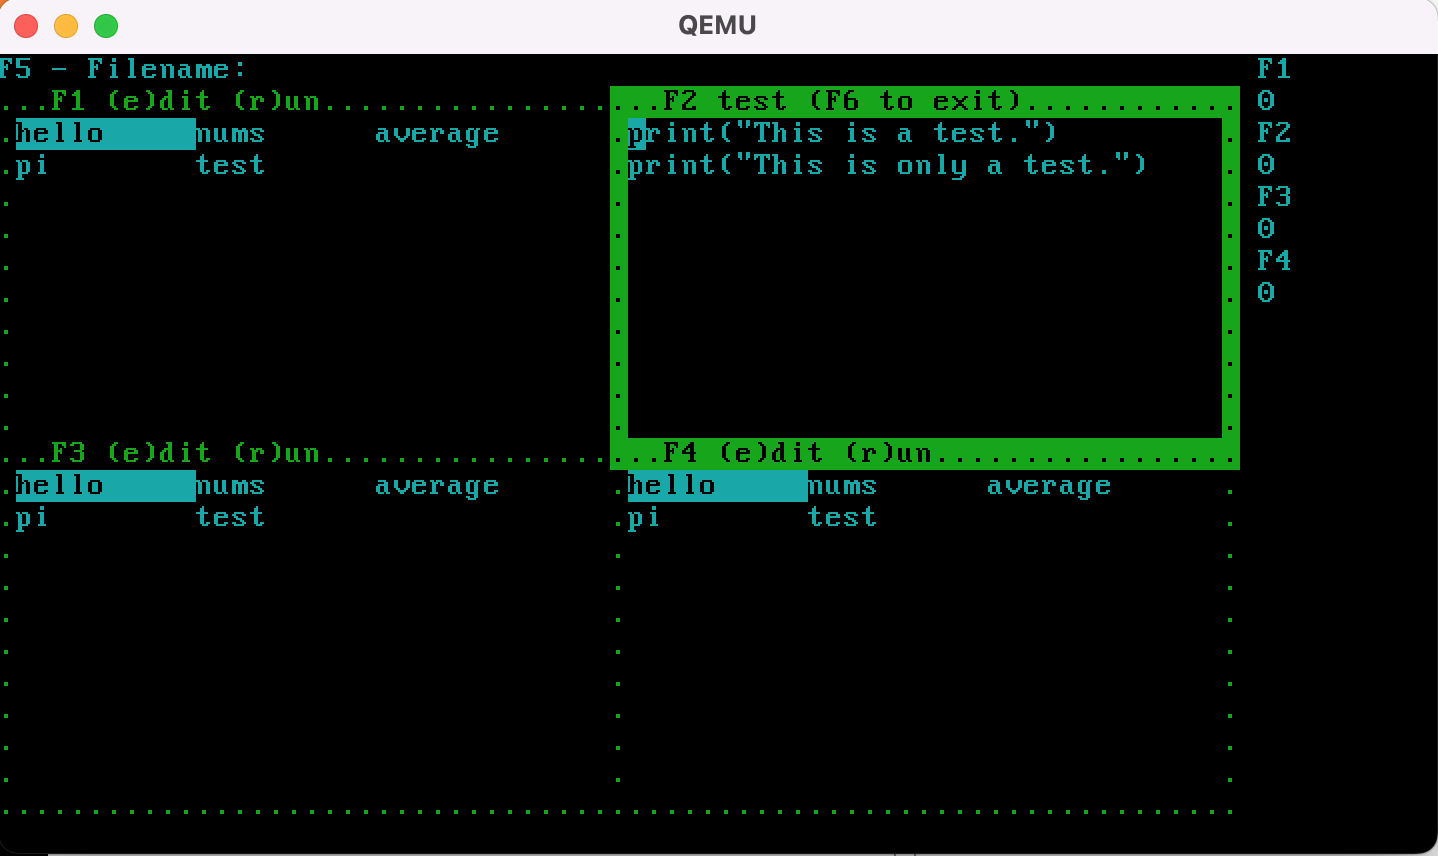 QEMU
F5 - Filename:
F1
...F1 (e)dit (r)un...................F2 test (F6 to exit)............
0
.hello nums average .print("This is a test.") .
F2
.pi test .print("This is only a test.") .
0
F3
0
F4
0
...F3 (e)dit (r)un...................F4 (e)dit (r)un.................
.hello nums average .hello nums average .
.pi test .pi test .